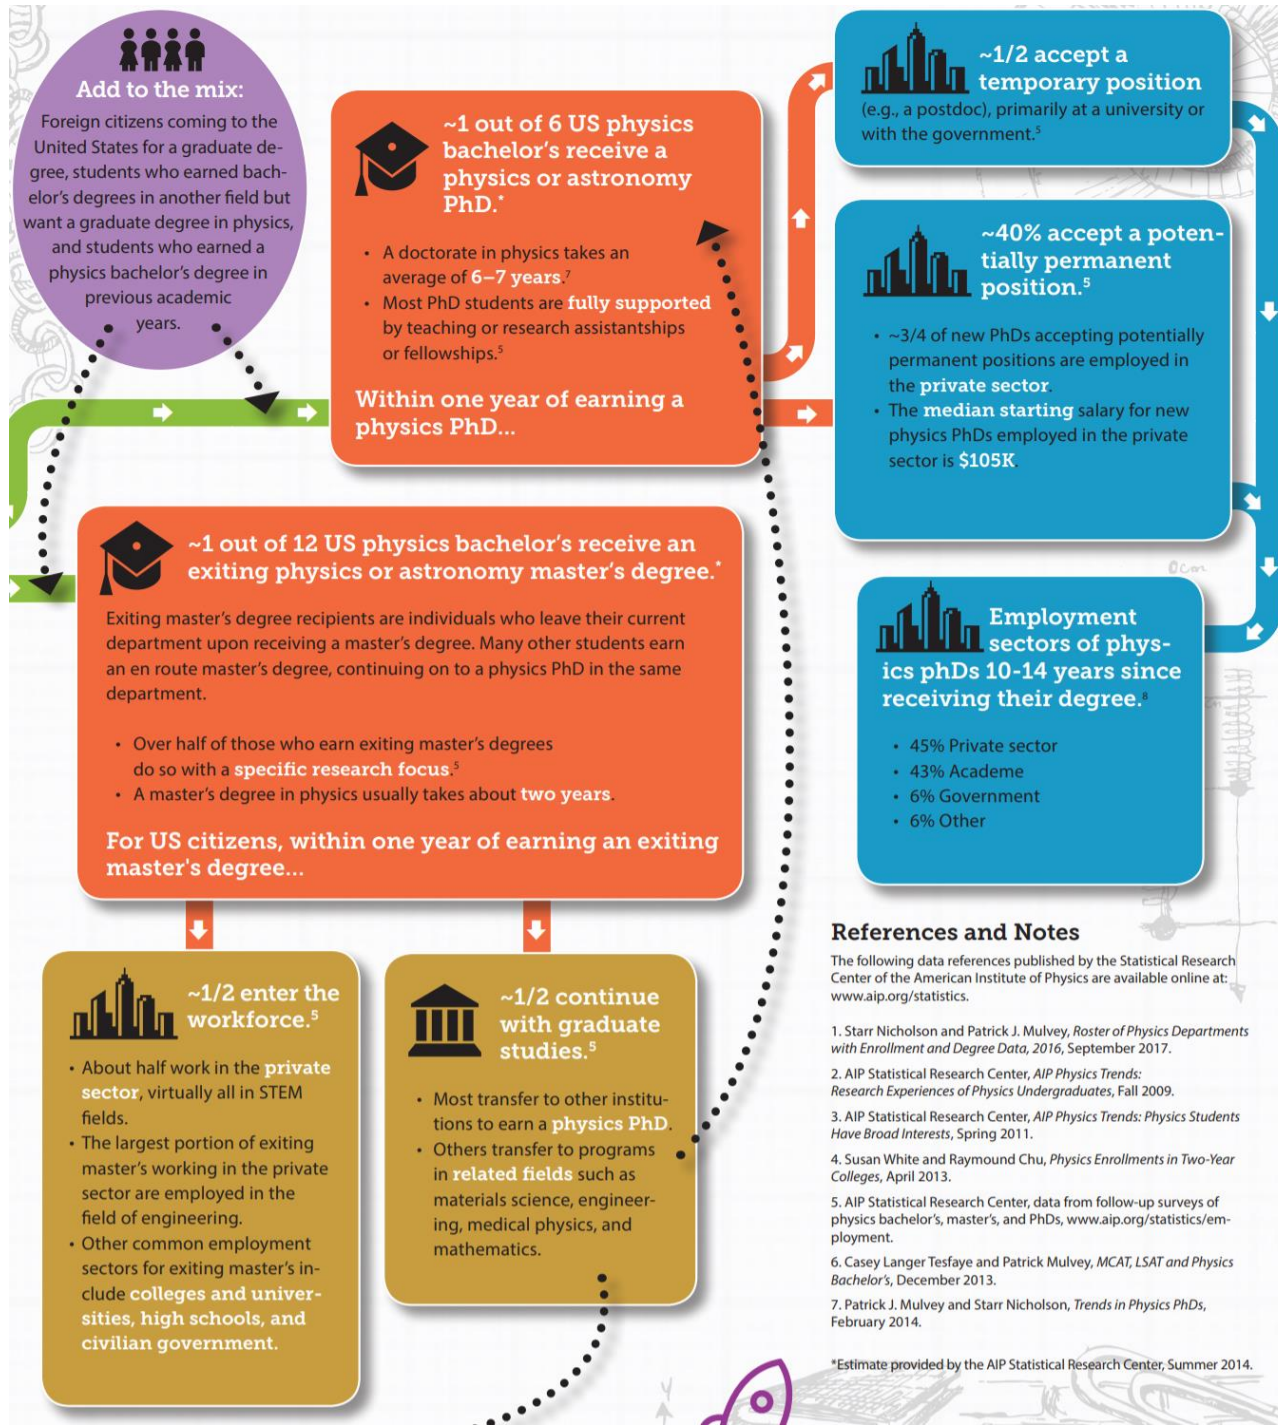 Add to the mix:
Foreign citizens coming to the
United States for a graduate de-
gree, students who earned bach-
elor's degrees in another field but
want a graduate degree in physics,
and students who earned a
physics bachelor's degree in
previous academic
years.
~1 out of 6 US physics
bachelor's receive a
physics or astronomy
PhD.*
• A doctorate in physics takes an
average of 6–7 years.⁷
• Most PhD students are fully supported
by teaching or research assistantships
or fellowships.⁵
Within one year of earning a
physics PhD...
~1/2 accept a
temporary position
(e.g., a postdoc), primarily at a university or
with the government.⁵
~40% accept a poten-
tially permanent
position.⁵
• ~3/4 of new PhDs accepting potentially
permanent positions are employed in
the private sector.
• The median starting salary for new
physics PhDs employed in the private
sector is $105K.
~1 out of 12 US physics bachelor's receive an
exiting physics or astronomy master's degree.*
Exiting master's degree recipients are individuals who leave their current
department upon receiving a master's degree. Many other students earn
an en route master's degree, continuing on to a physics PhD in the same
department.
• Over half of those who earn exiting master's degrees
do so with a specific research focus.⁵
• A master's degree in physics usually takes about two years.
For US citizens, within one year of earning an exiting
master's degree...
Employment
sectors of phys-
ics phDs 10-14 years since
receiving their degree.⁸
• 45% Private sector
• 43% Academe
• 6% Government
• 6% Other
~1/2 enter the
workforce.⁵
• About half work in the private
sector, virtually all in STEM
fields.
• The largest portion of exiting
master's working in the private
sector are employed in the
field of engineering.
• Other common employment
sectors for exiting master's in-
clude colleges and univer-
sities, high schools, and
civilian government.
~1/2 continue
with graduate
studies.⁵
• Most transfer to other institu-
tions to earn a physics PhD.
• Others transfer to programs
in related fields such as
materials science, engineer-
ing, medical physics, and
mathematics.
References and Notes
The following data references published by the Statistical Research
Center of the American Institute of Physics are available online at:
www.aip.org/statistics.
1. Starr Nicholson and Patrick J. Mulvey, Roster of Physics Departments
with Enrollment and Degree Data, 2016, September 2017.
2. AIP Statistical Research Center, AIP Physics Trends:
Research Experiences of Physics Undergraduates, Fall 2009.
3. AIP Statistical Research Center, AIP Physics Trends: Physics Students
Have Broad Interests, Spring 2011.
4. Susan White and Raymound Chu, Physics Enrollments in Two-Year
Colleges, April 2013.
5. AIP Statistical Research Center, data from follow-up surveys of
physics bachelor's, master's, and PhDs, www.aip.org/statistics/em-
ployment.
6. Casey Langer Tesfaye and Patrick Mulvey, MCAT, LSAT and Physics
Bachelor's, December 2013.
7. Patrick J. Mulvey and Starr Nicholson, Trends in Physics PhDs,
February 2014.
*Estimate provided by the AIP Statistical Research Center, Summer 2014.